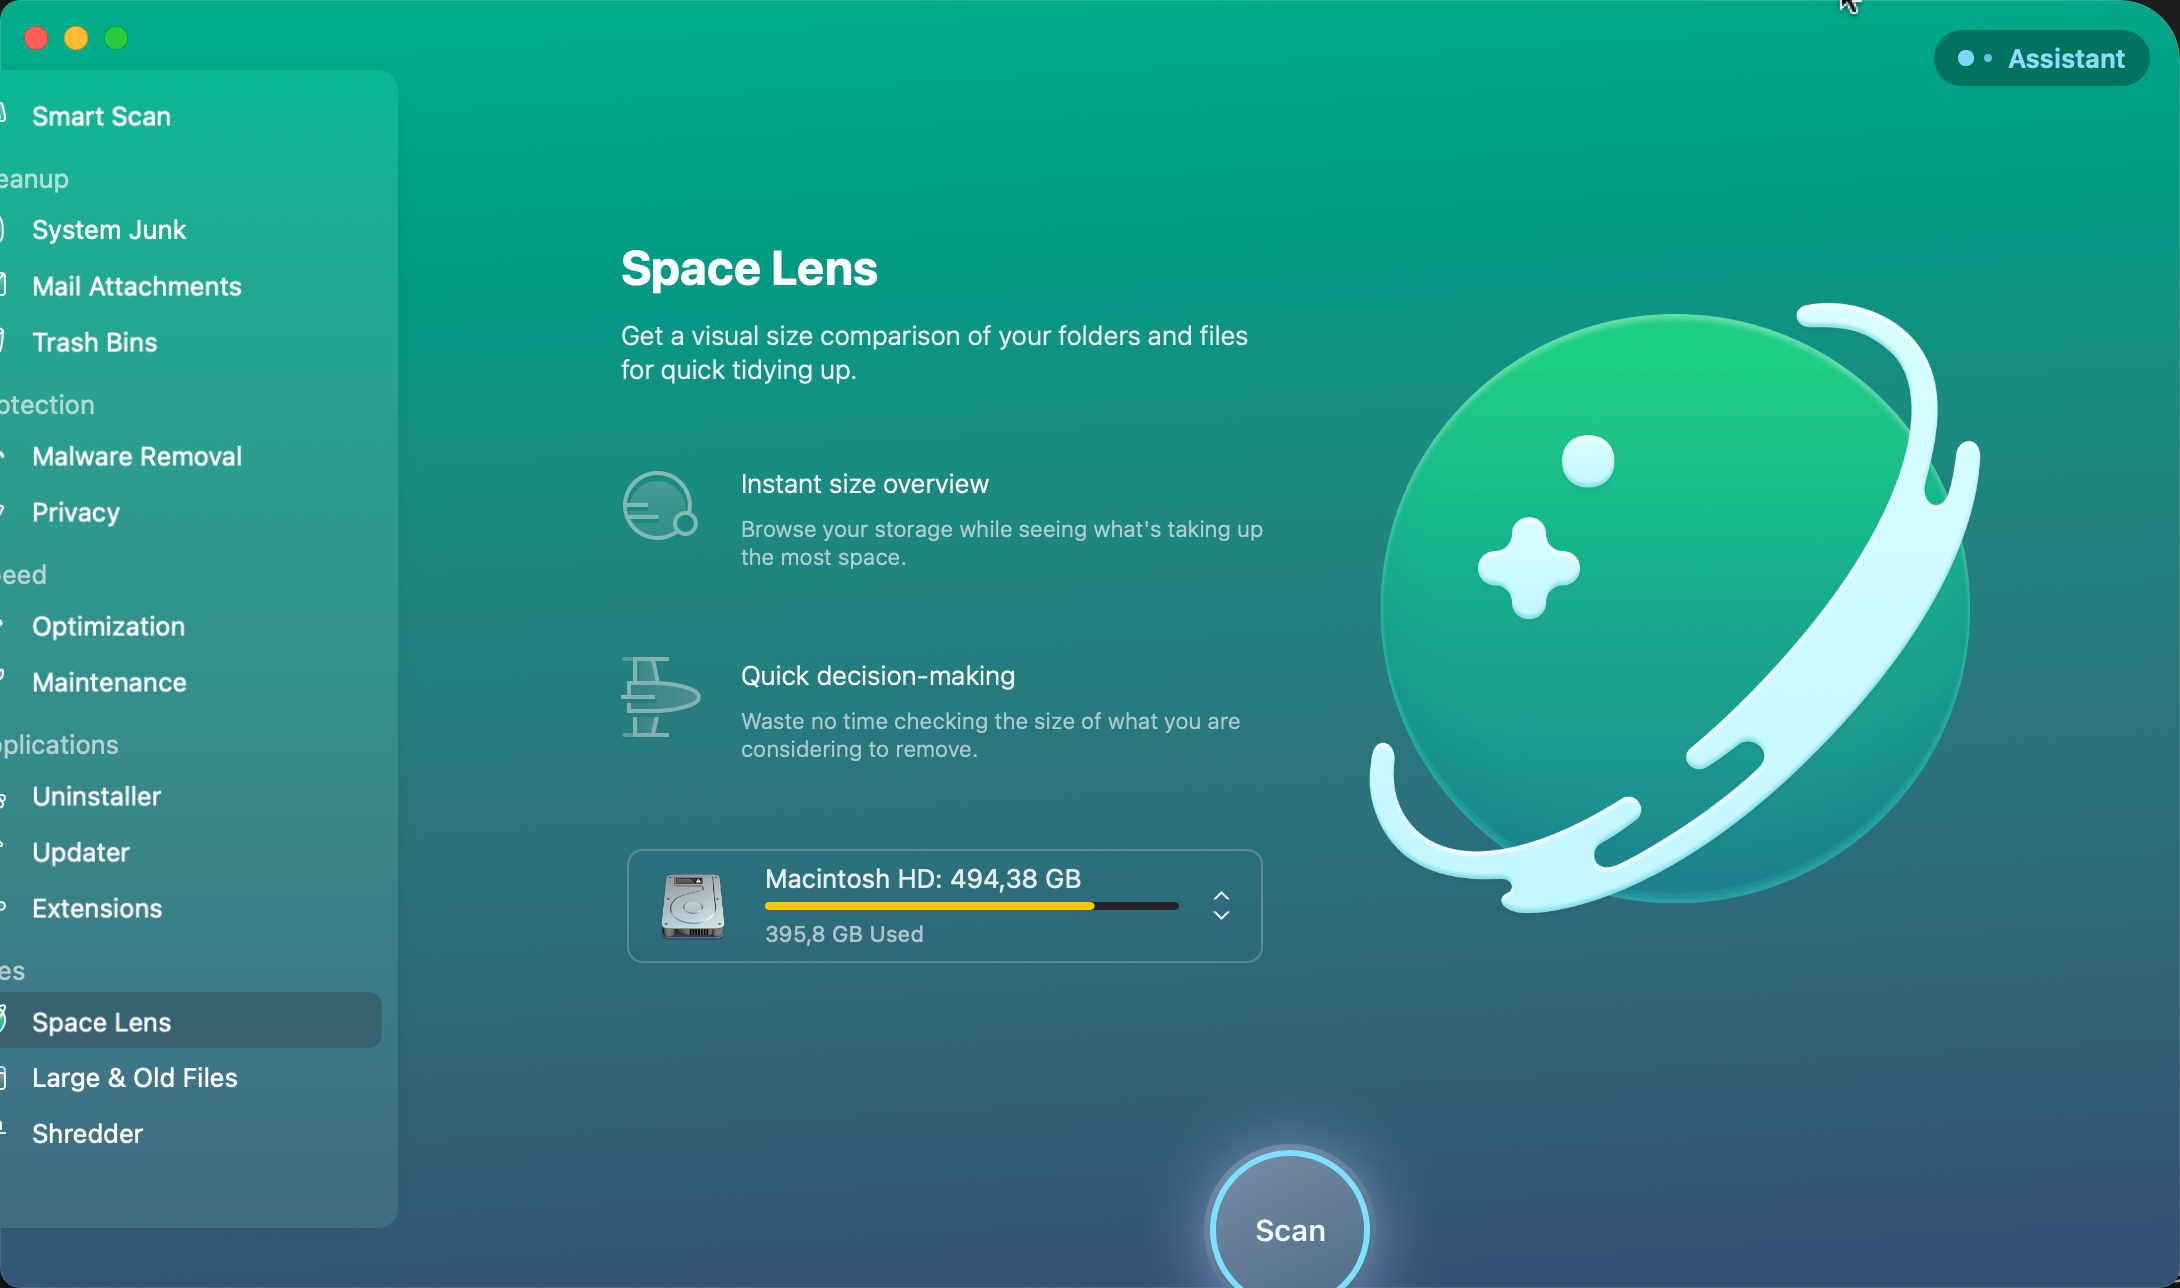 Assistant
Smart Scan
eanup
System Junk
Mail Attachments
Trash Bins
otection
Malware Removal
Privacy
eed
Optimization
Maintenance
plications
Uninstaller
Updater
Extensions
es
Space Lens
Large & Old Files
Shredder
Space Lens
Get a visual size comparison of your folders and files
for quick tidying up.
Instant size overview
Browse your storage while seeing what's taking up
the most space.
Quick decision-making
Waste no time checking the size of what you are
considering to remove.
Macintosh HD: 494,38 GB
395,8 GB Used
Scan